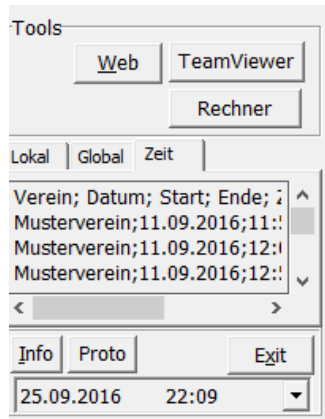 Tools
Web TeamViewer
Rechner
Lokal Global Zeit
Verein; Datum; Start; Ende;
Musterverein;11.09.2016;11:
Musterverein;11.09.2016;12:
Musterverein;11.09.2016;12:
Info Proto Exit
25.09.2016 22:09